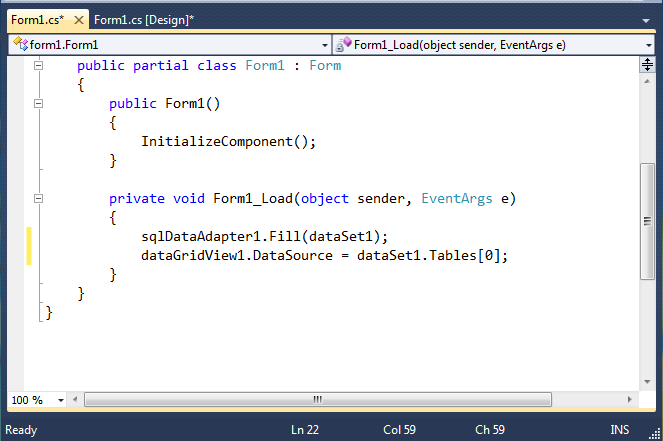 Form1.cs* Form1.cs [Design]*
form1.Form1 Form1_Load(object sender, EventArgs e)
public partial class Form1 : Form
{
public Form1()
{
InitializeComponent();
}
private void Form1_Load(object sender, EventArgs e)
{
sqlDataAdapter1.Fill(dataSet1);
dataGridView1.DataSource = dataSet1.Tables[0];
}
}
}
100 %
Ready Ln 22 Col 59 Ch 59 INS